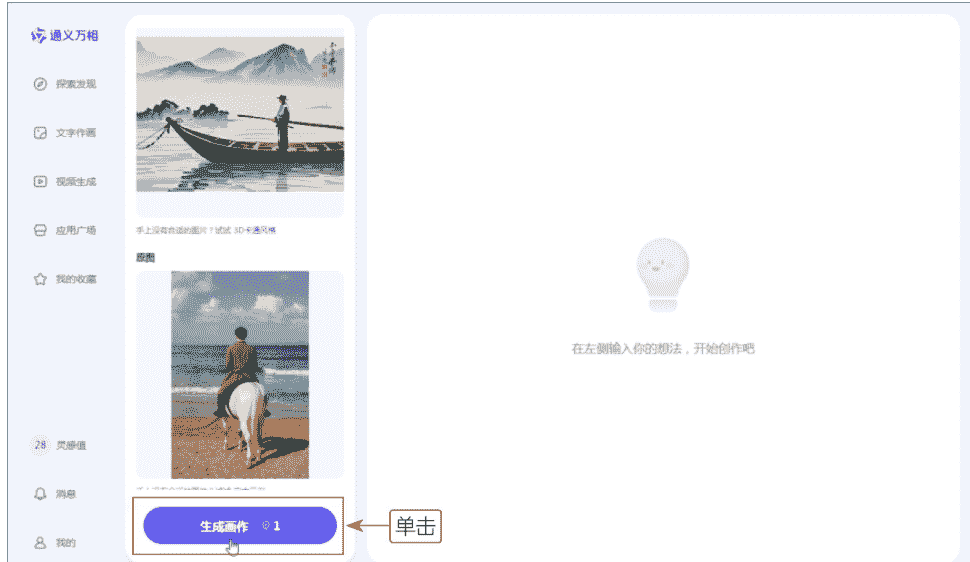 通义万相
探索发现
文字作画
视频生成
应用广场
我的收藏
28 灵感值
消息
我的
手上没有合适的图河？试试 3D卡通风格
原图
生成画作 1
单击
在左侧输入你的想法，开始创作吧